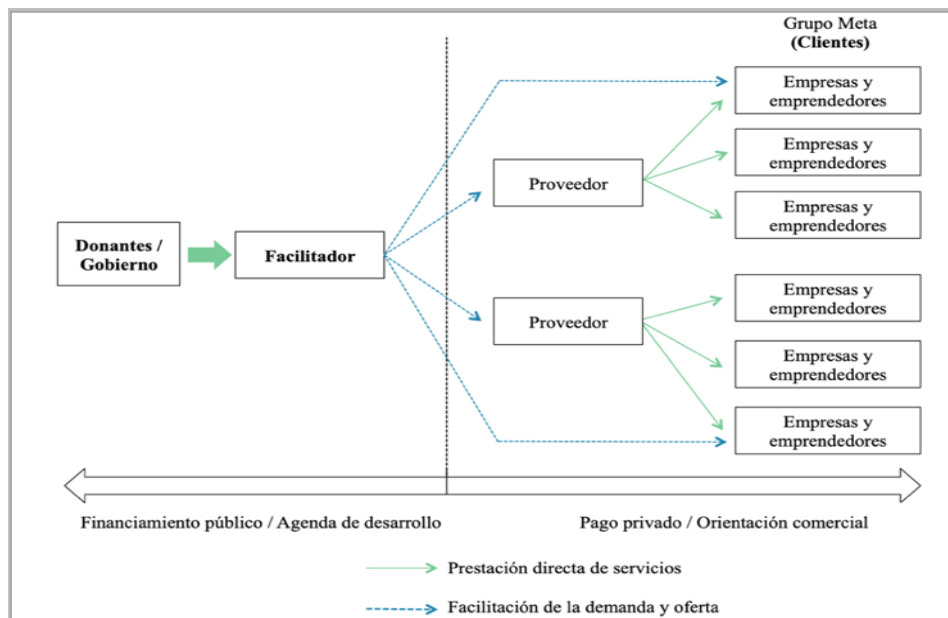 Grupo Meta
(Clientes)
Empresas y
emprendedores
Empresas y
emprendedores
Proveedor
Empresas y
emprendedores
Donantes /
Gobierno
Facilitador
Empresas y
emprendedores
Proveedor
Empresas y
emprendedores
Empresas y
emprendedores
Financiamiento público / Agenda de desarrollo
Pago privado / Orientación comercial
Prestación directa de servicios
Facilitación de la demanda y oferta